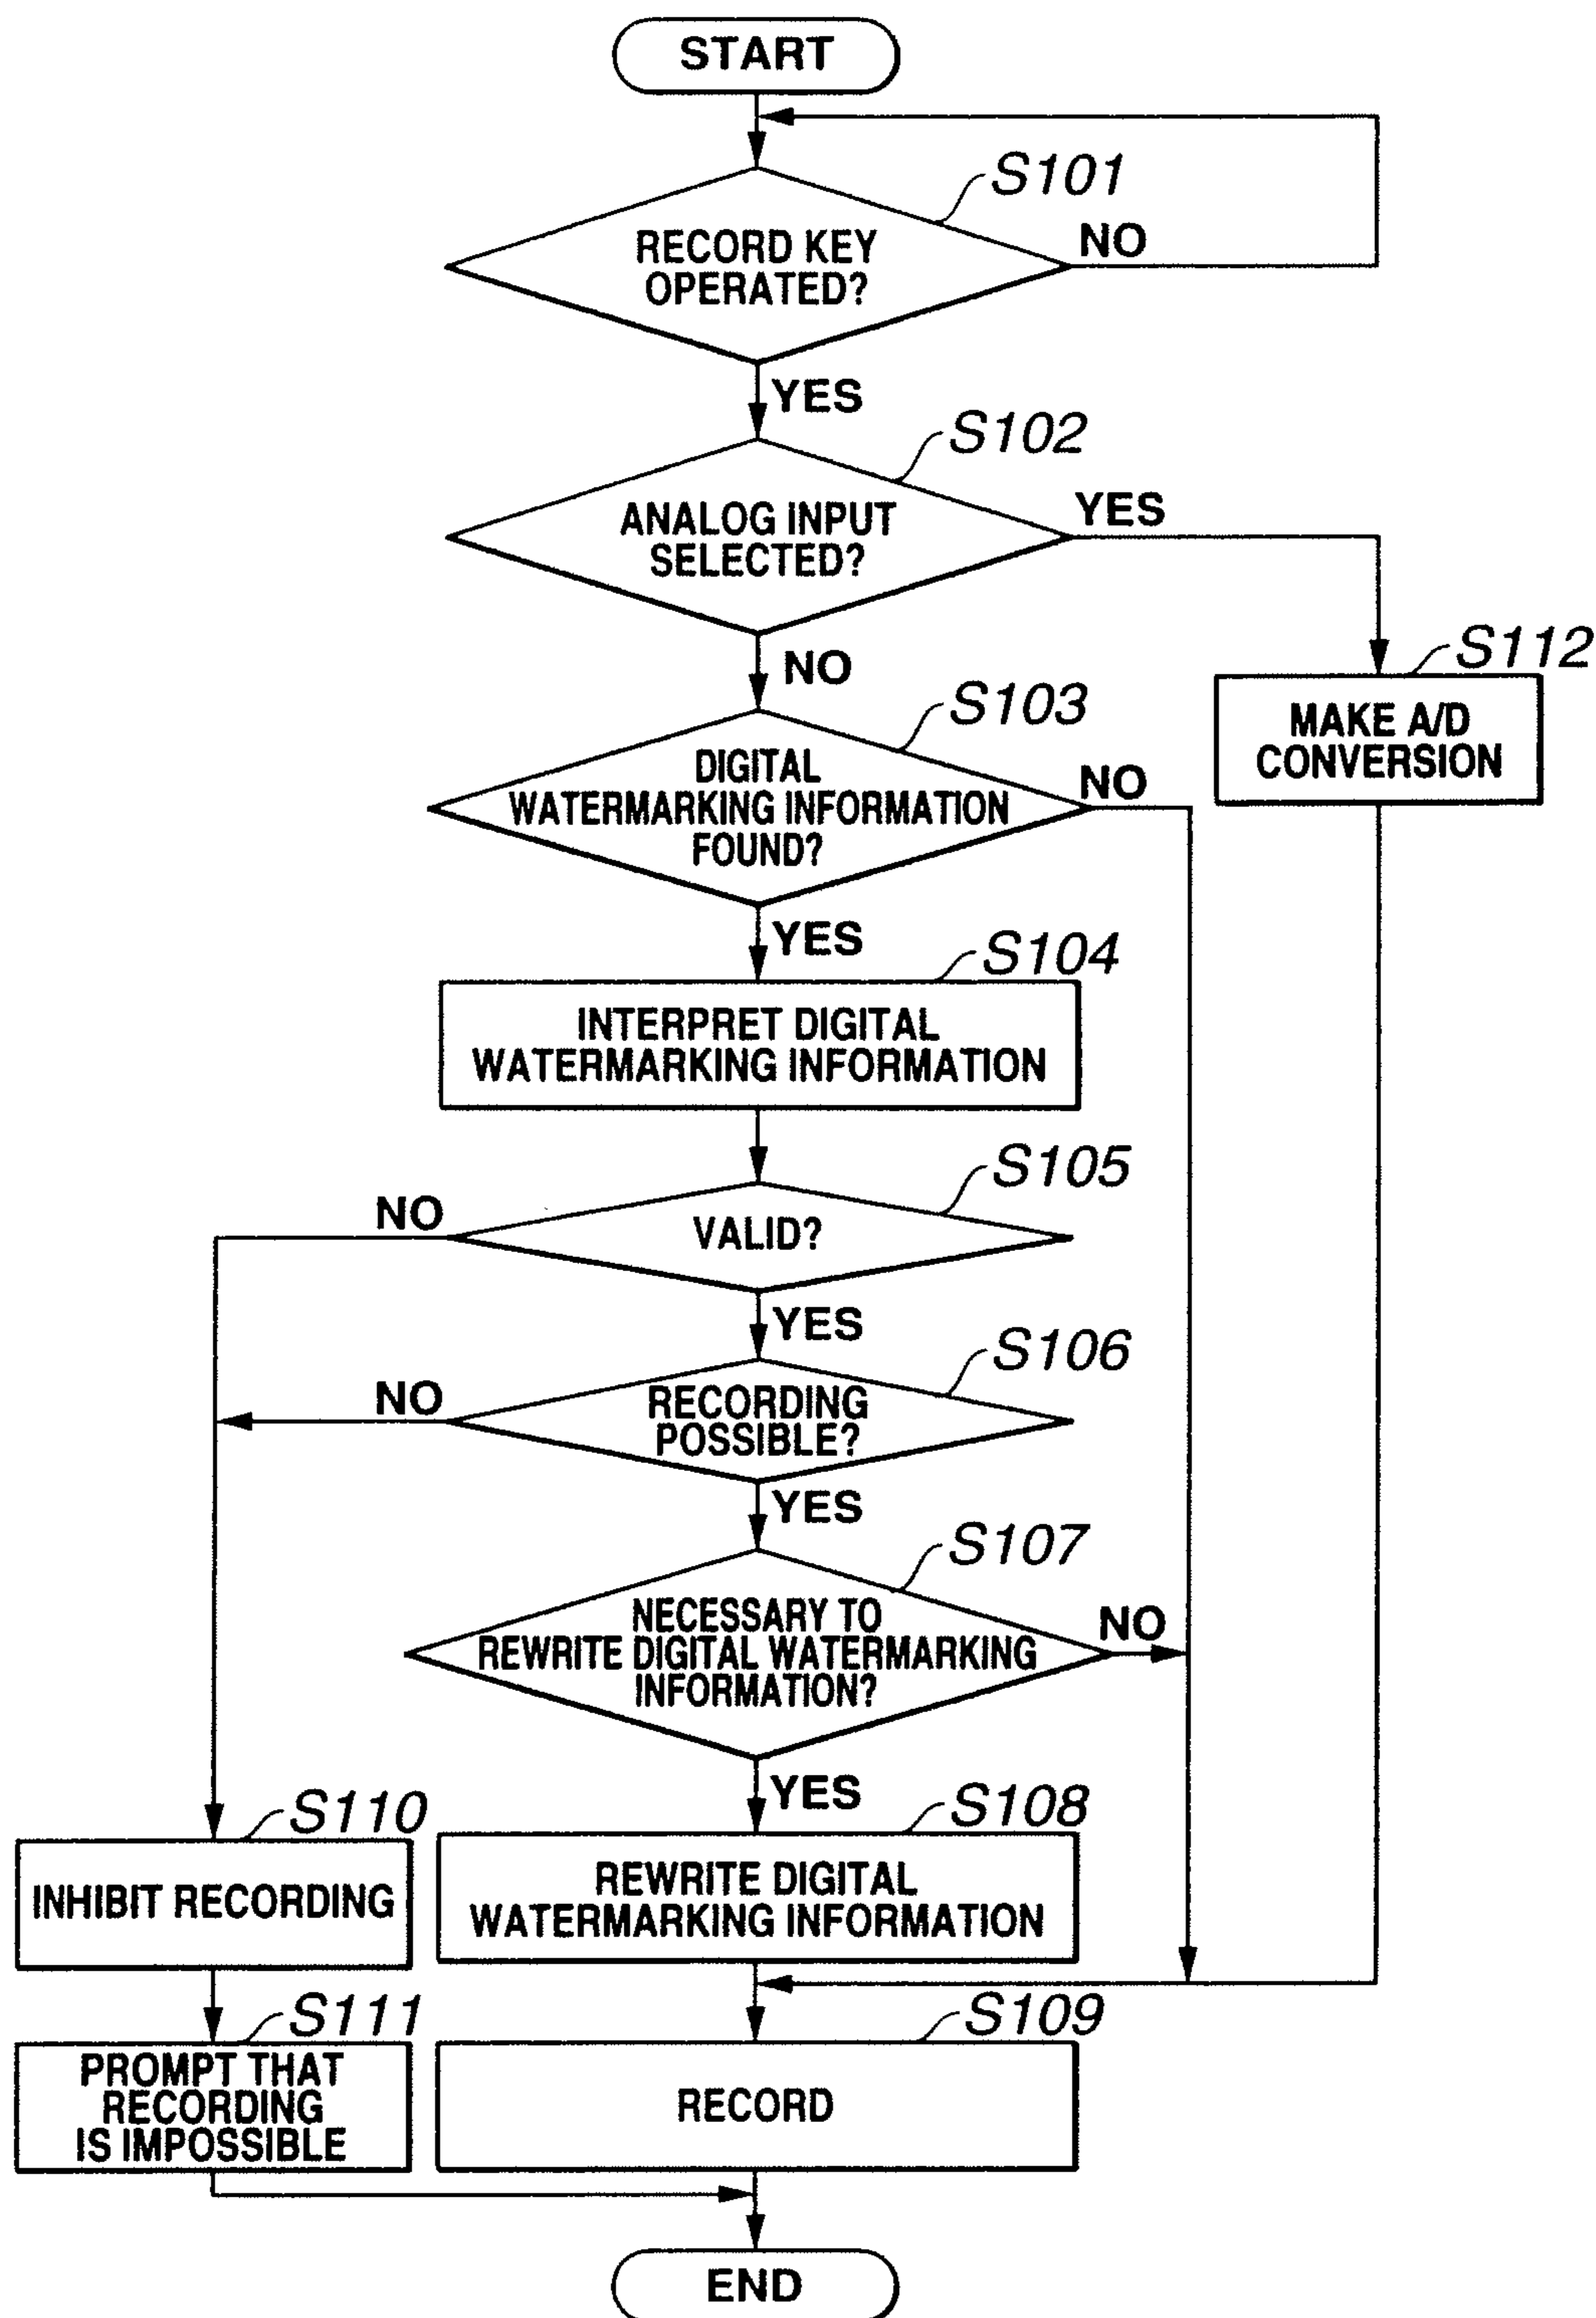 START
S101
RECORD KEY
OPERATED?
NO
YES
S102
ANALOG INPUT
SELECTED?
YES
NO
S112
MAKE A/D
CONVERSION
S103
DIGITAL
WATERMARKING INFORMATION
FOUND?
NO
YES
S104
INTERPRET DIGITAL
WATERMARKING INFORMATION
S105
NO
VALID?
YES
S106
NO
RECORDING
POSSIBLE?
YES
S107
NECESSARY TO
REWRITE DIGITAL WATERMARKING
INFORMATION?
NO
YES
S110
INHIBIT RECORDING
S108
REWRITE DIGITAL
WATERMARKING INFORMATION
S111
PROMPT THAT
RECORDING
IS IMPOSSIBLE
S109
RECORD
END